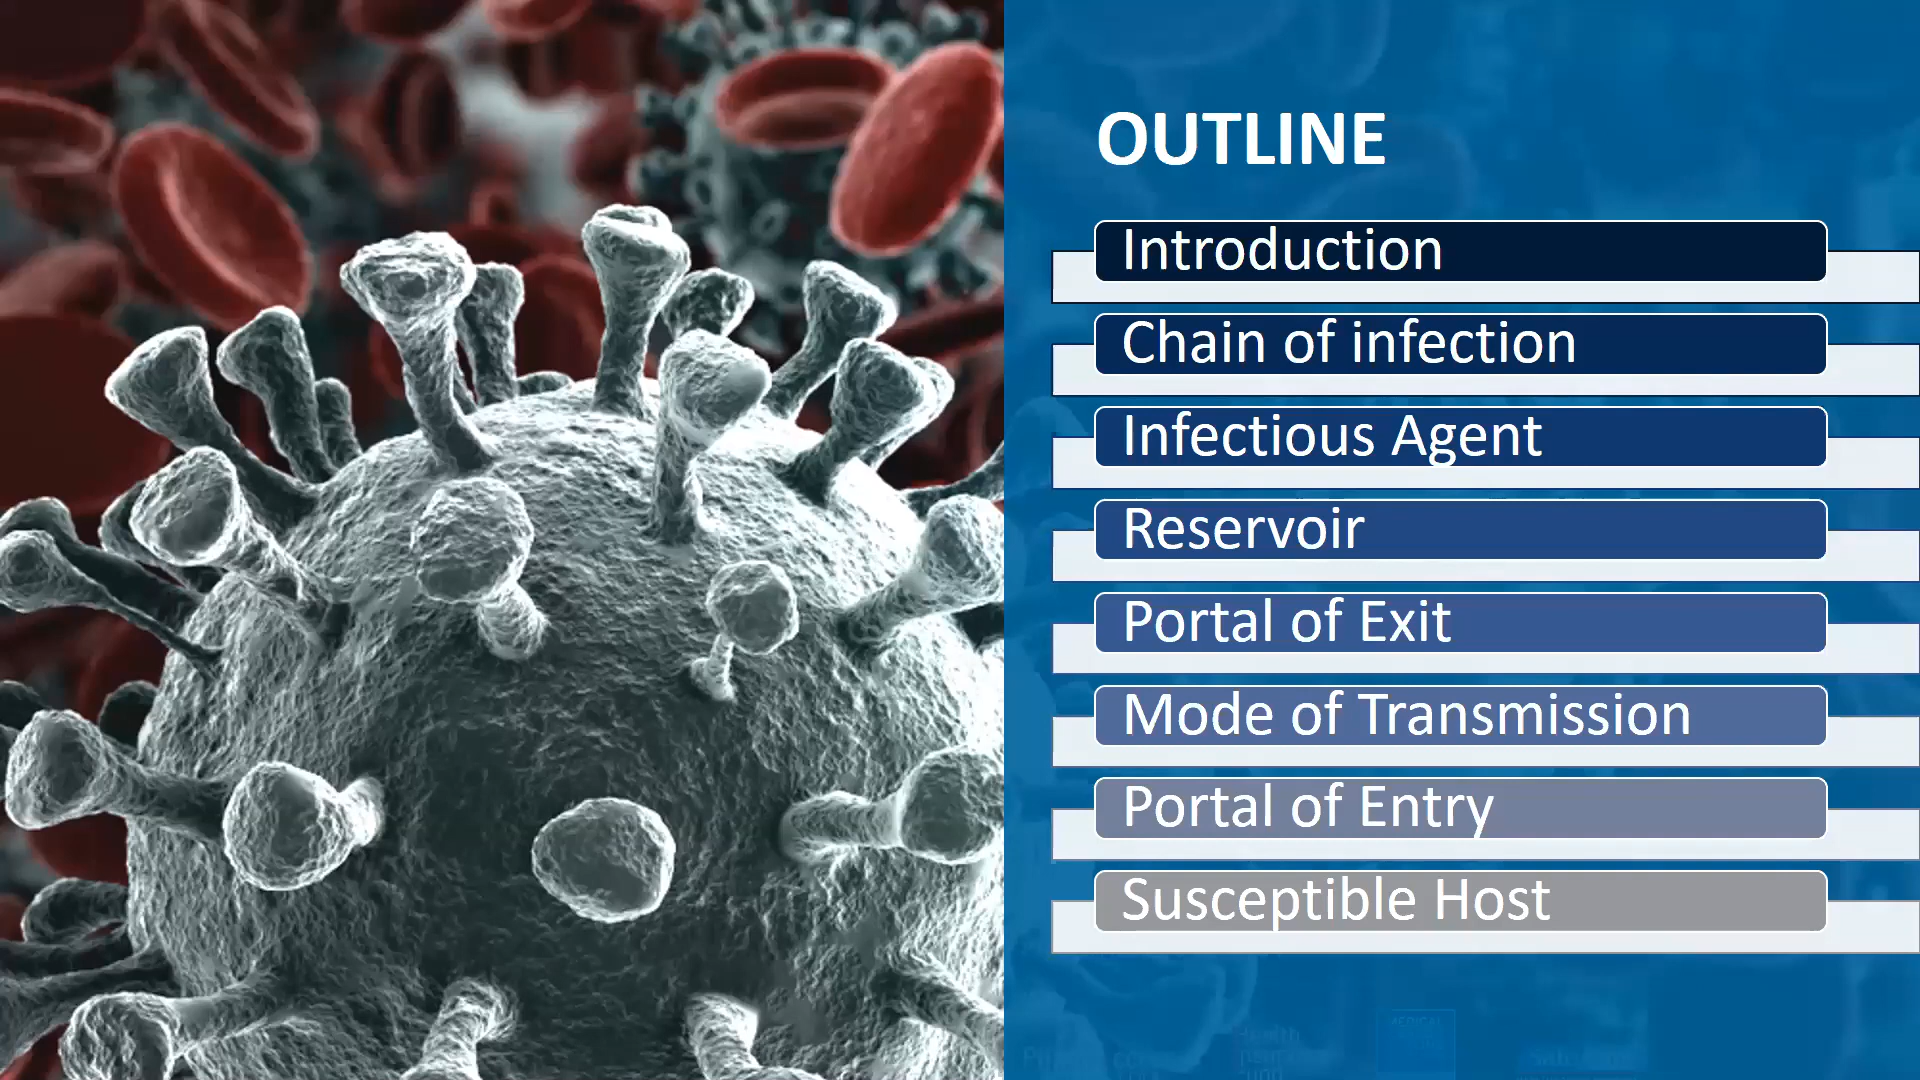 OUTLINE
Introduction
Chain of infection
Infectious Agent
Reservoir
Portal of Exit
Mode of Transmission
Portal of Entry
Susceptible Host